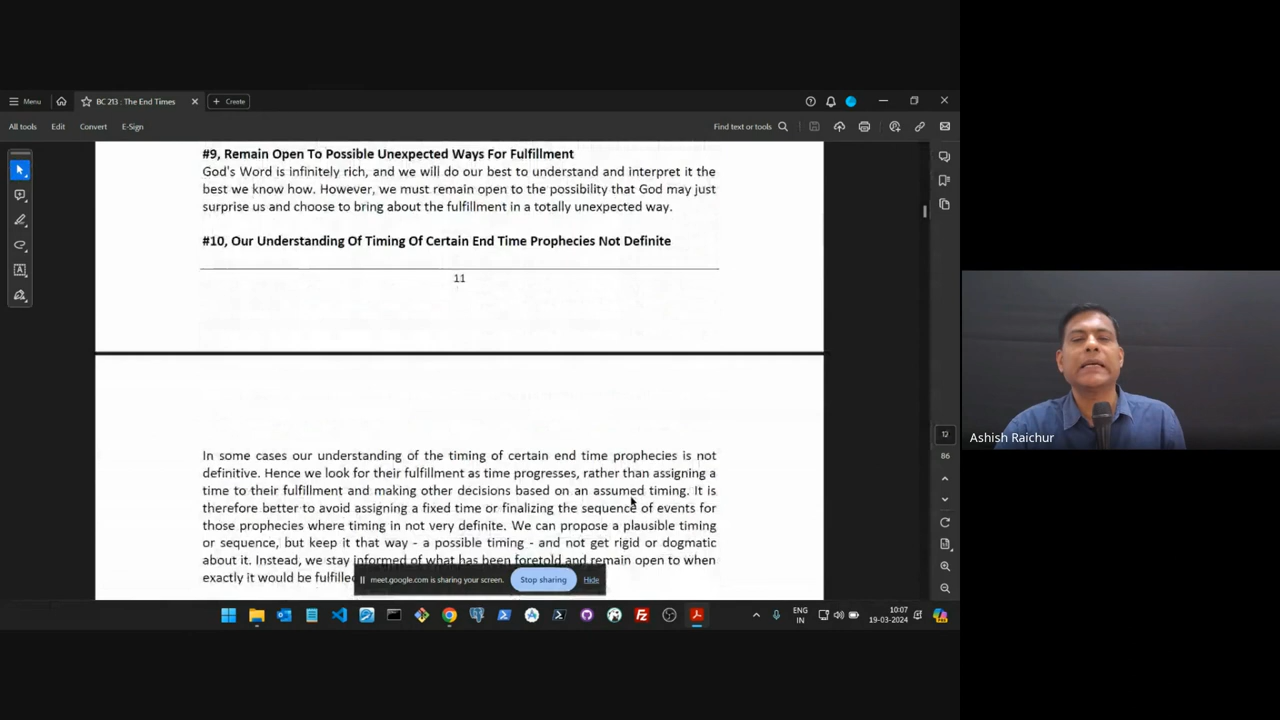 Menu
BC 213 : The End Times
Create
All tools
Edit
Convert
E-Sign
Find text or tools
#9, Remain Open To Possible Unexpected Ways For Fulfillment
God's Word is infinitely rich, and we will do our best to understand and interpret it the
best we know how. However, we must remain open to the possibility that God may just
surprise us and choose to bring about the fulfillment in a totally unexpected way.
#10, Our Understanding Of Timing Of Certain End Time Prophecies Not Definite
11
In some cases our understanding of the timing of certain end time prophecies is not
definitive. Hence we look for their fulfillment as time progresses, rather than assigning a
time to their fulfillment and making other decisions based on an assumed timing. It is
therefore better to avoid assigning a fixed time or finalizing the sequence of events for
those prophecies where timing in not very definite. We can propose a plausible timing
or sequence, but keep it that way - a possible timing - and not get rigid or dogmatic
about it. Instead, we stay informed of what has been foretold and remain open to when
exactly it would be fulfilled
meet.google.com is sharing your screen.
Stop sharing
Hide
12
86
Ashish Raichur
ENG
IN
10:07
19-03-2024